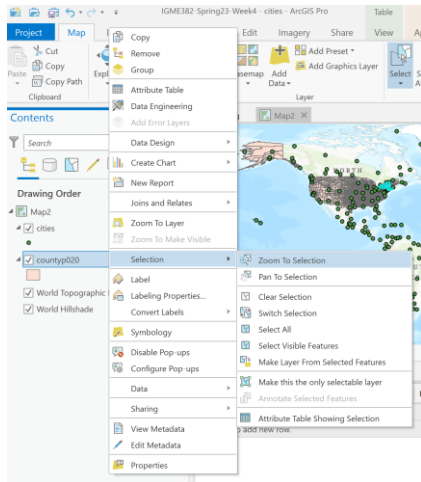 IGME382-Spring23-Week4 - cities - ArcGIS Pro
Table
Project
Map
Edit
Imagery
Share
View
Cut
Copy
Paste
Copy Path
Clipboard
Add
Data
Add Preset
Add Graphics Layer
Layer
Select
Contents
Search
Drawing Order
Map2
cities
countyp020
World Topographic
World Hillshade
Copy
Remove
Group
Attribute Table
Data Engineering
Add Error Layers
Data Design
Create Chart
New Report
Joins and Relates
Zoom To Layer
Zoom To Make Visible
Selection
Label
Labeling Properties...
Convert Labels
Symbology
Disable Pop-ups
Configure Pop-ups
Data
Sharing
View Metadata
Edit Metadata
Properties
Map2
NORTH
Zoom To Selection
Pan To Selection
Clear Selection
Switch Selection
Select All
Select Visible Features
Make Layer From Selected Features
Make this the only selectable layer
Annotate Selected Features
Attribute Table Showing Selection
add new row.